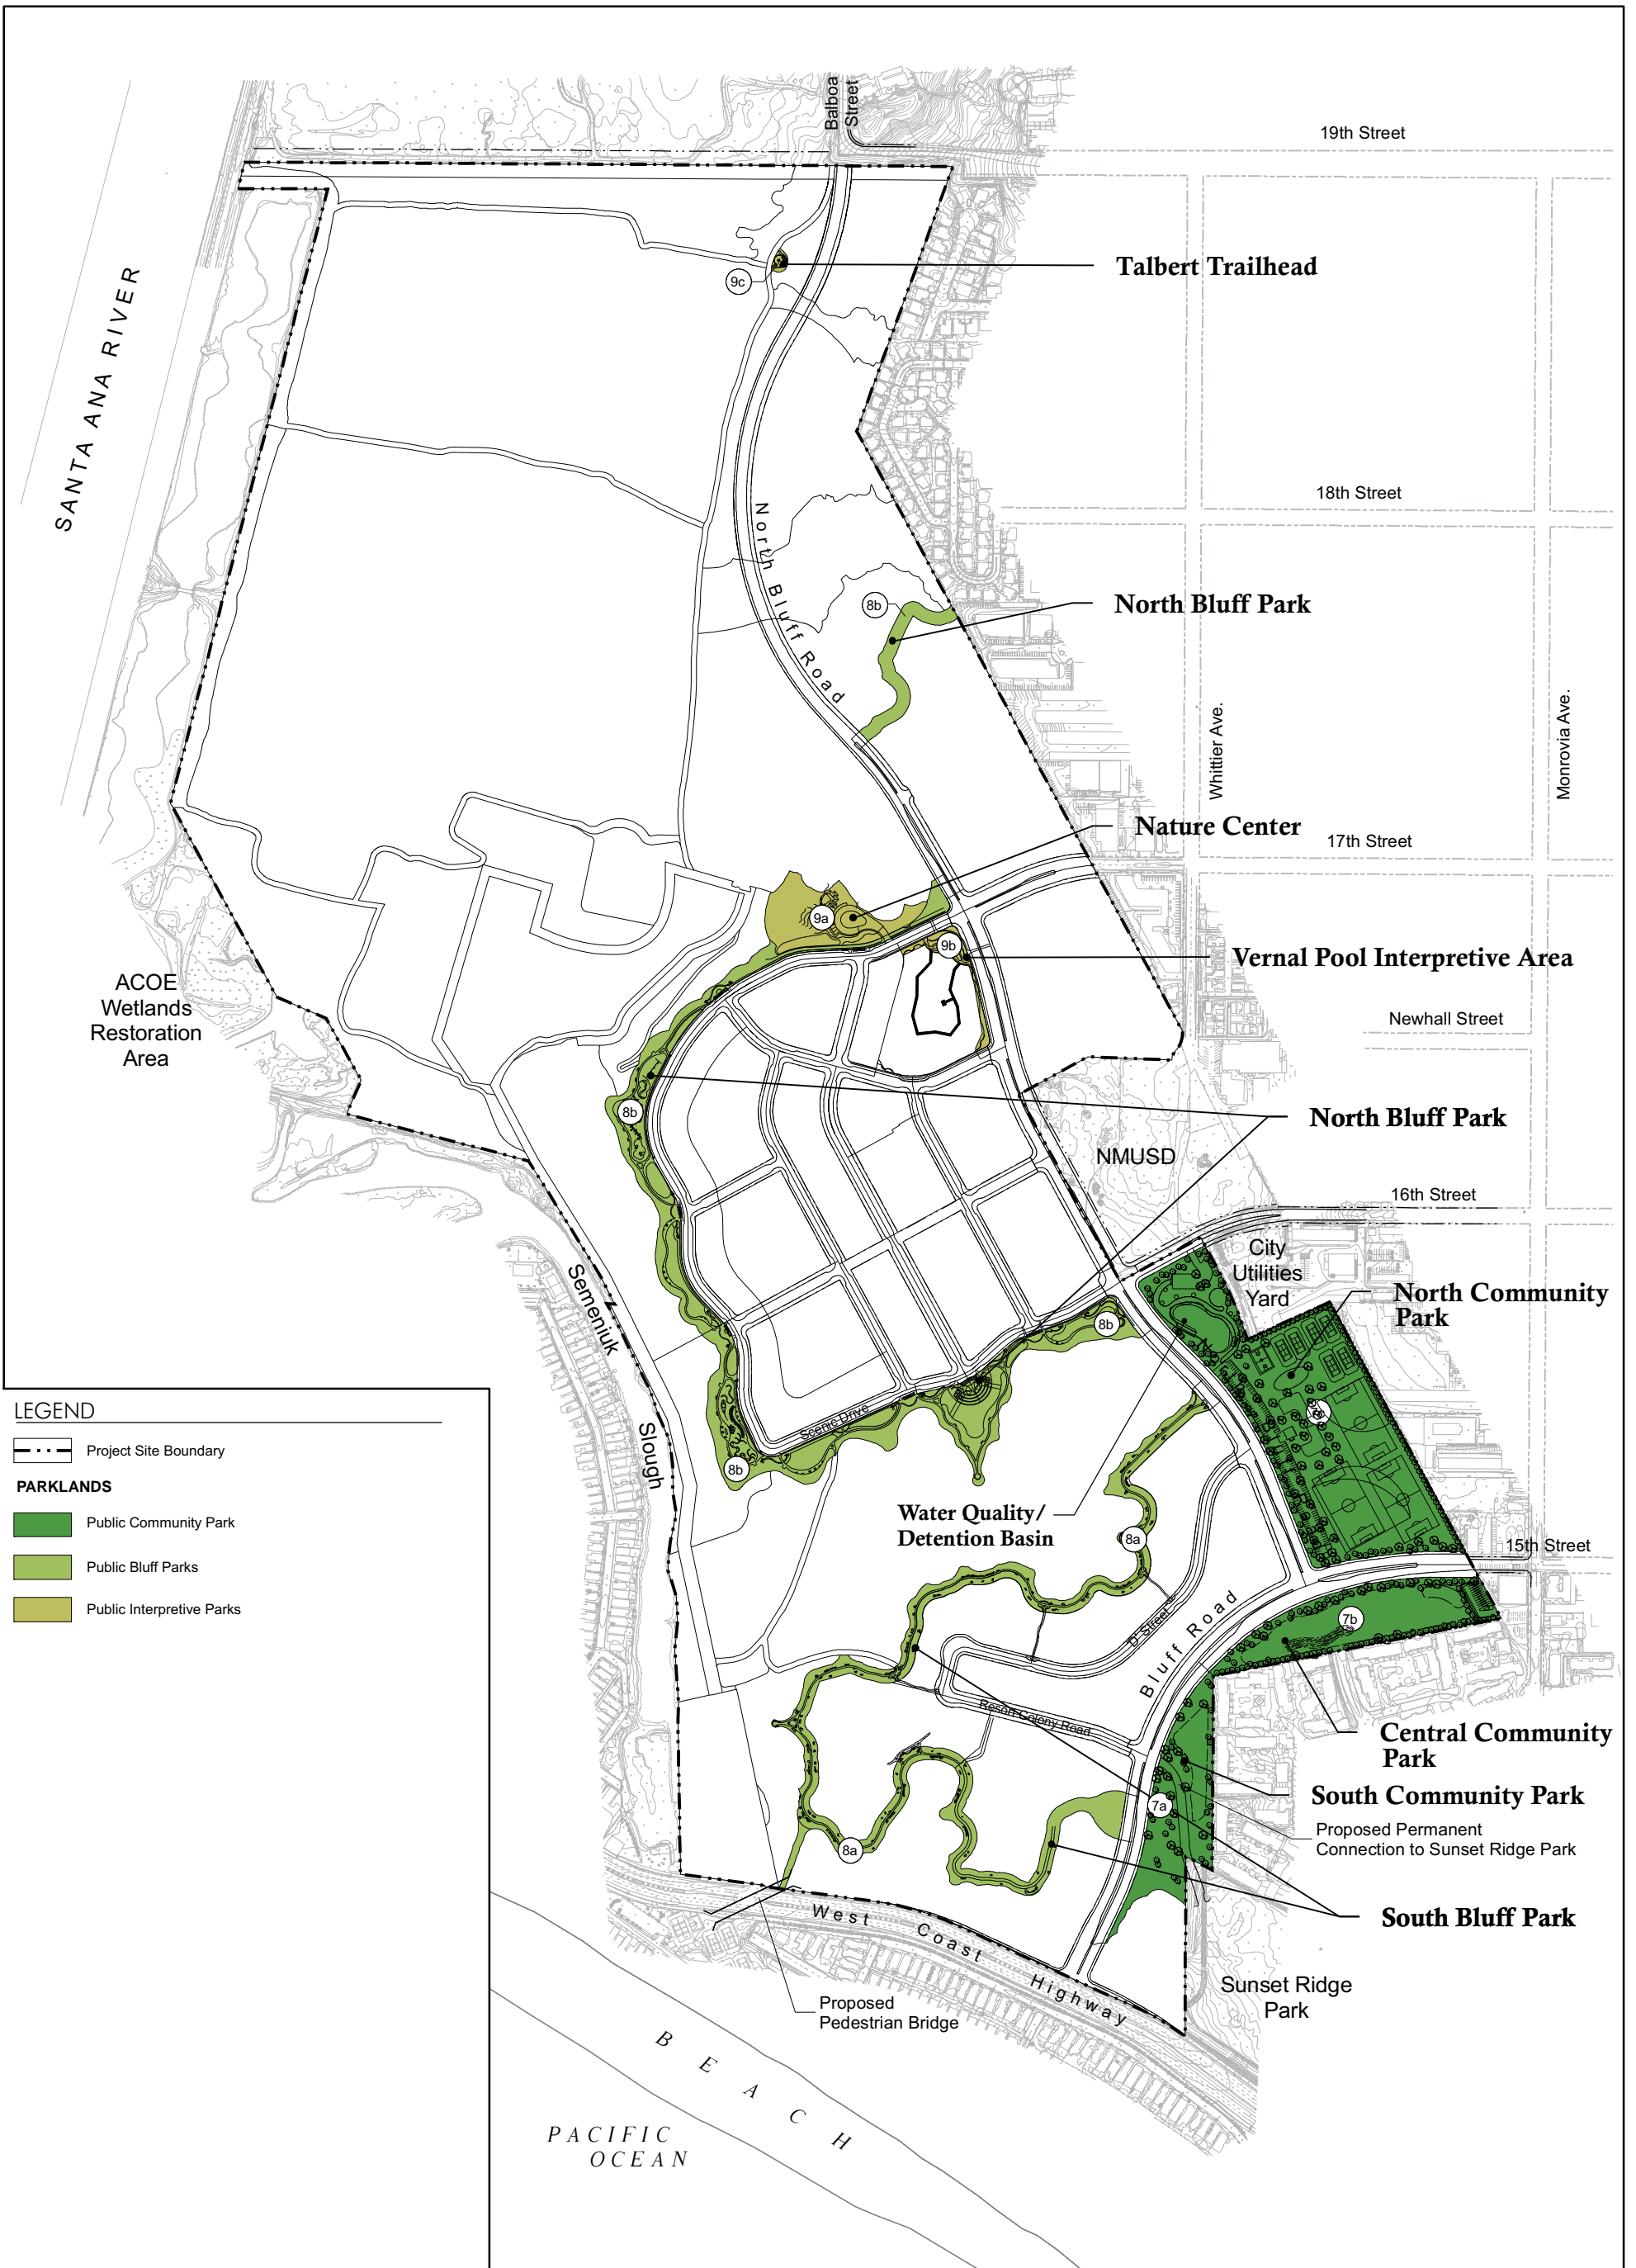 Balboa
Street
19th Street
SANTA ANA RIVER
9c
Talbert Trailhead
18th Street
North Bluff Road
8b
North Bluff Park
Whittier Ave.
Monrovia Ave.
Nature Center
17th Street
9a
9b
Vernal Pool Interpretive Area
ACOE
Wetlands
Restoration
Area
Newhall Street
8b
North Bluff Park
NMUSD
16th Street
City
Utilities
Yard
Semeniuk
Slough
8b
North Community
Park
Scenic Drive
8b
LEGEND
Project Site Boundary
PARKLANDS
Public Community Park
Public Bluff Parks
Public Interpretive Parks
Water Quality/
Detention Basin
8a
15th Street
D Street
Bluff Road
7b
Resort Colony Road
Central Community
Park
South Community Park
7a
Proposed Permanent
Connection to Sunset Ridge Park
8a
South Bluff Park
West Coast Highway
Sunset Ridge
Park
Proposed
Pedestrian Bridge
BEACH
PACIFIC
OCEAN